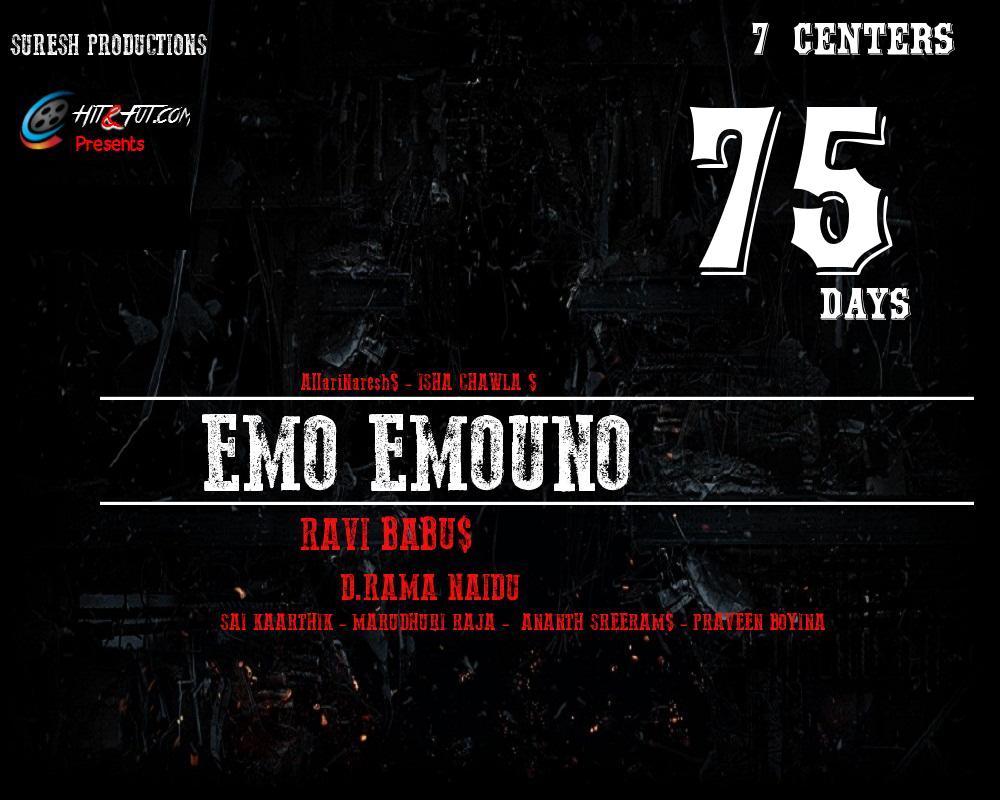 SURESH PRODUCTIONS
7 CENTERS
HIT&FUT.COM
Presents
75
DAYS
AllariNaresh$ - ISHA CHAWLA $
EMO EMOUNO
RAVI BABU$
D.RAMA NAIDU
SAI KAARTHIK - MARUDHURI RAJA - ANANTH SREERAM$ - PRAVEEN BOYINA